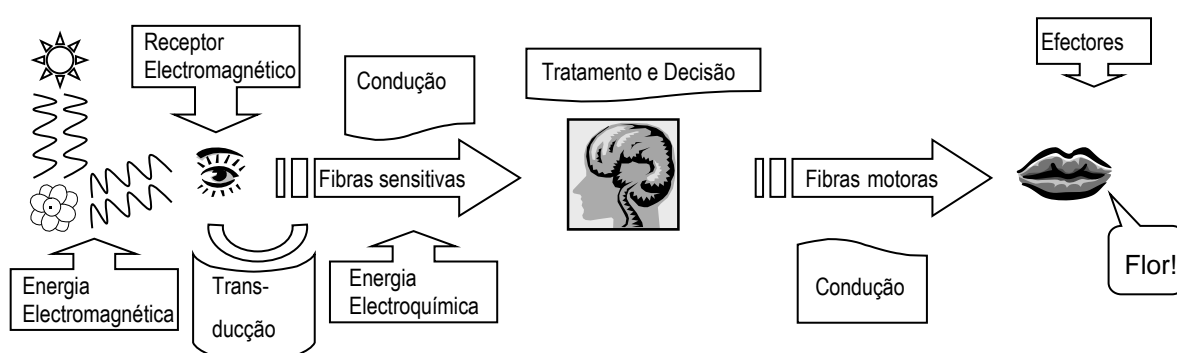 Receptor
Electromagnético
Condução
Tratamento e Decisão
Efectores
Fibras sensitivas
Fibras motoras
Energia
Electromagnética
Trans-
ducção
Energia
Electroquímica
Condução
Flor!